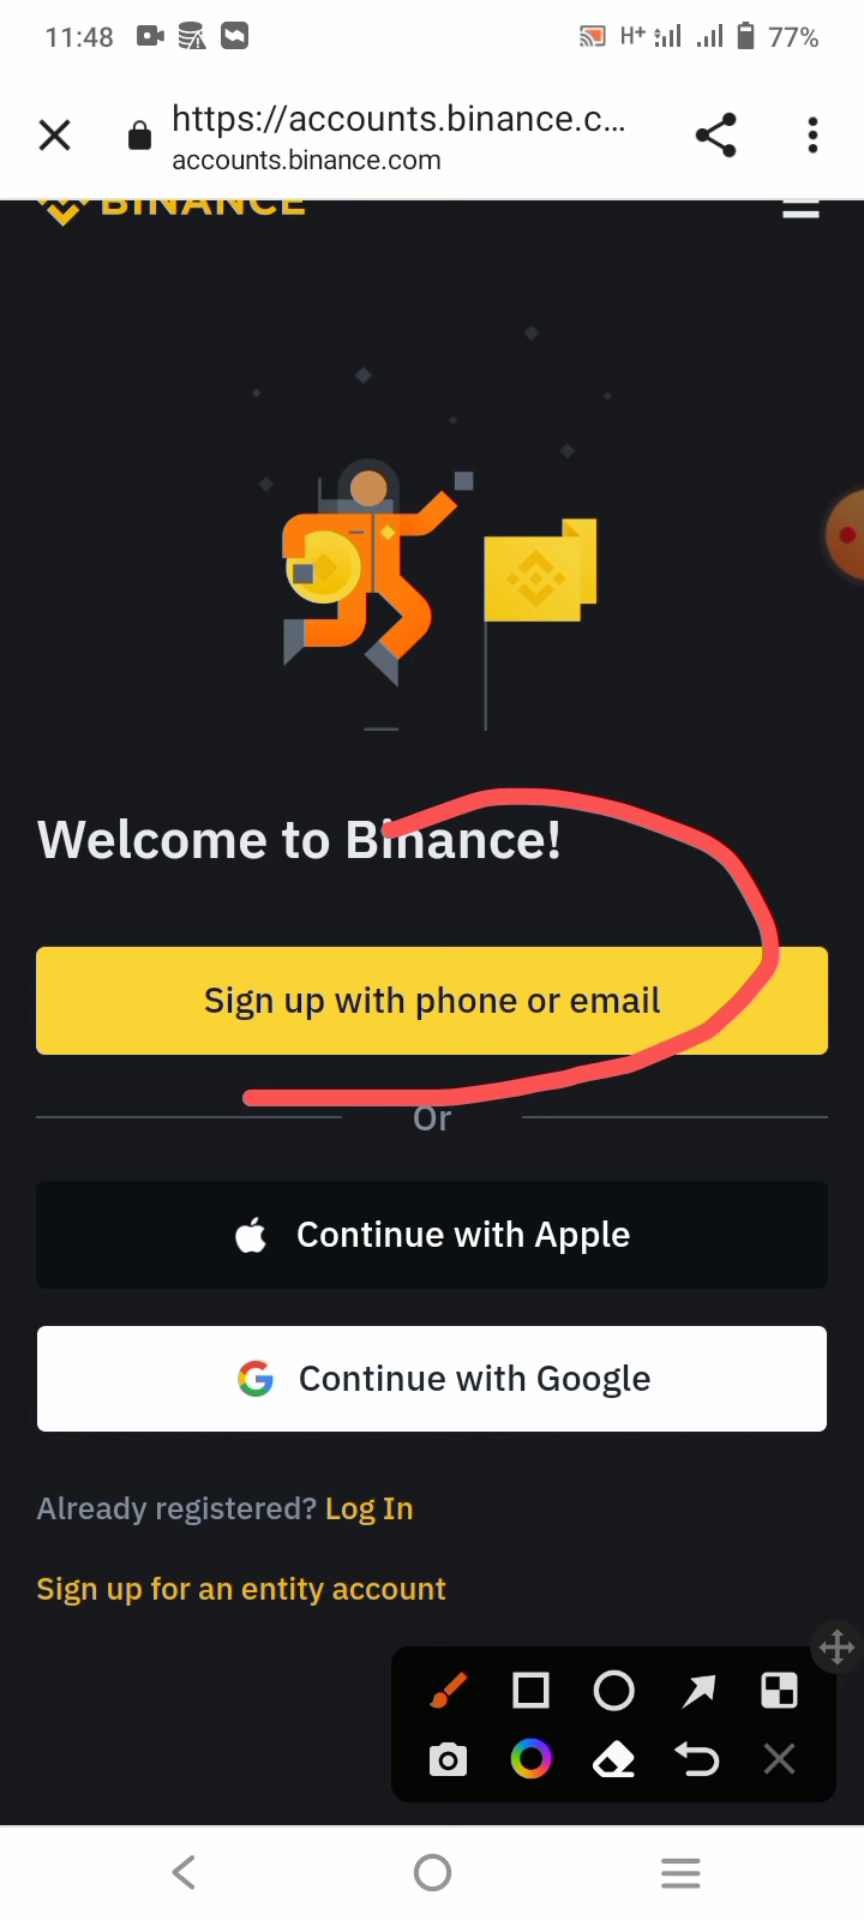 11:48
H+
77%
https://accounts.binance.c...
accounts.binance.com
BINANCE
Welcome to Binance!
Sign up with phone or email
Or
Continue with Apple
Continue with Google
Already registered? Log In
Sign up for an entity account